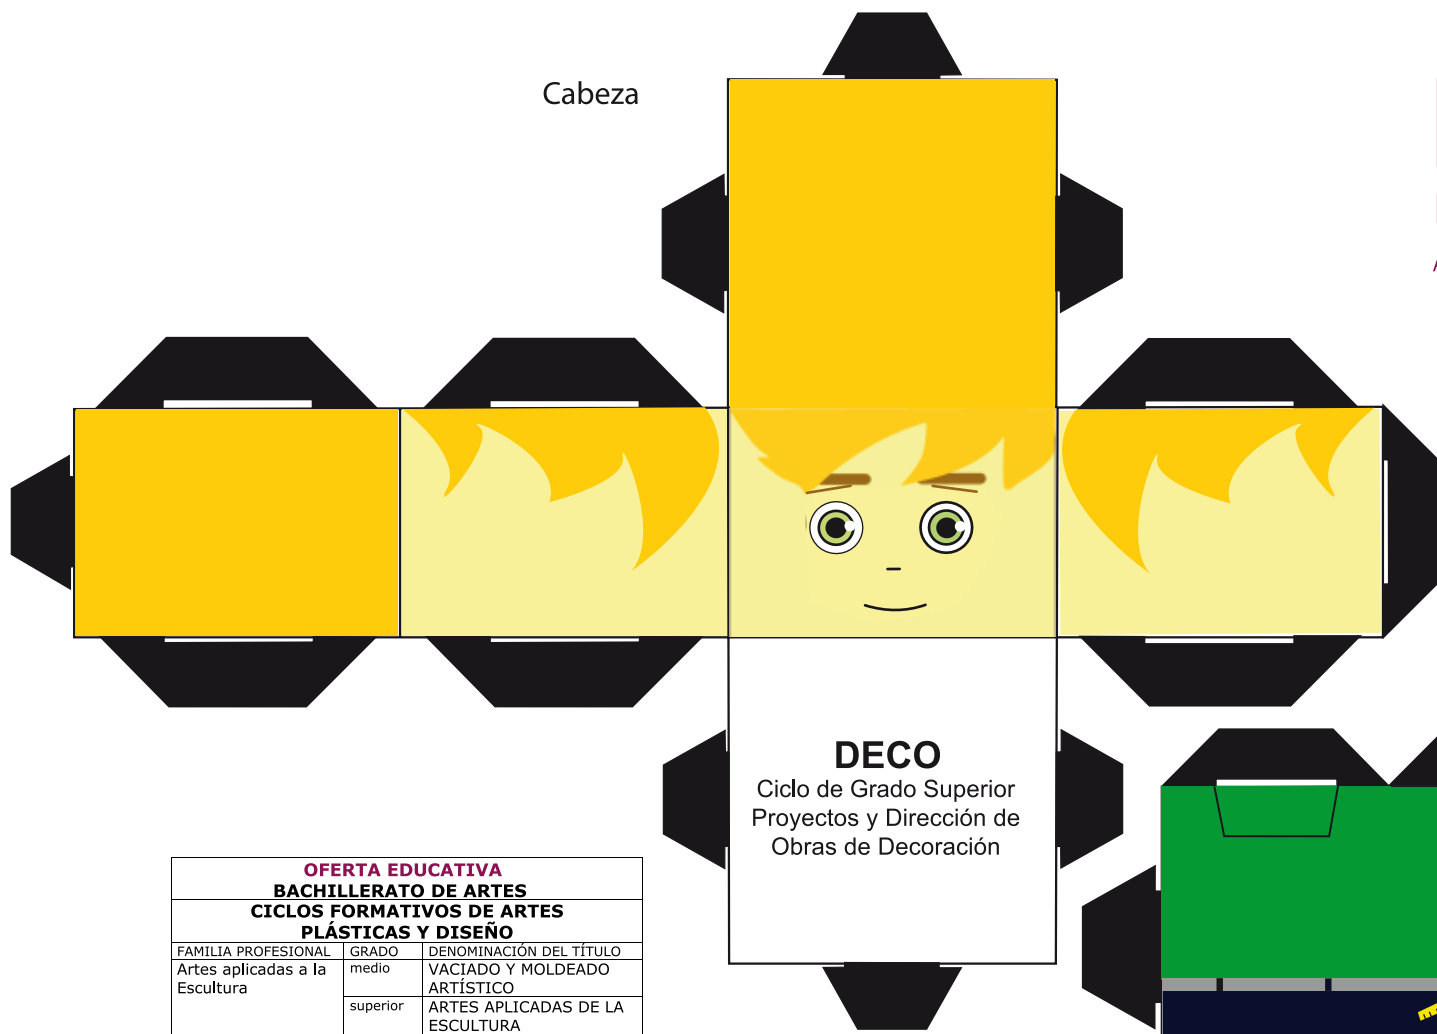 Cabeza
DECO
Ciclo de Grado Superior
Proyectos y Dirección de
Obras de Decoración
OFERTA EDUCATIVA
BACHILLERATO DE ARTES
CICLOS FORMATIVOS DE ARTES
PLÁSTICAS Y DISEÑO
FAMILIA PROFESIONAL GRADO DENOMINACIÓN DEL TÍTULO
Artes aplicadas a la medio VACIADO Y MOLDEADO
Escultura ARTÍSTICO
superior ARTES APLICADAS DE LA
ESCULTURA